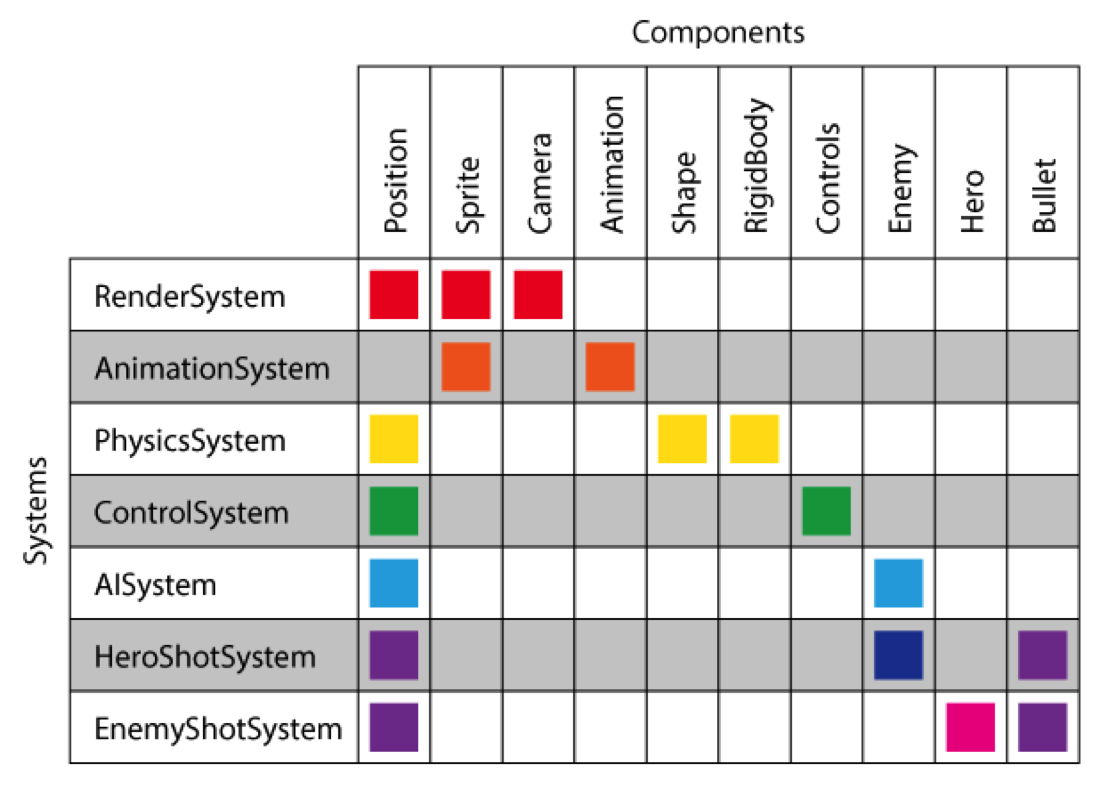 Components
Position
Sprite
Camera
Animation
Shape
RigidBody
Controls
Enemy
Hero
Bullet
Systems
RenderSystem
AnimationSystem
PhysicsSystem
ControlSystem
AISystem
HeroShotSystem
EnemyShotSystem